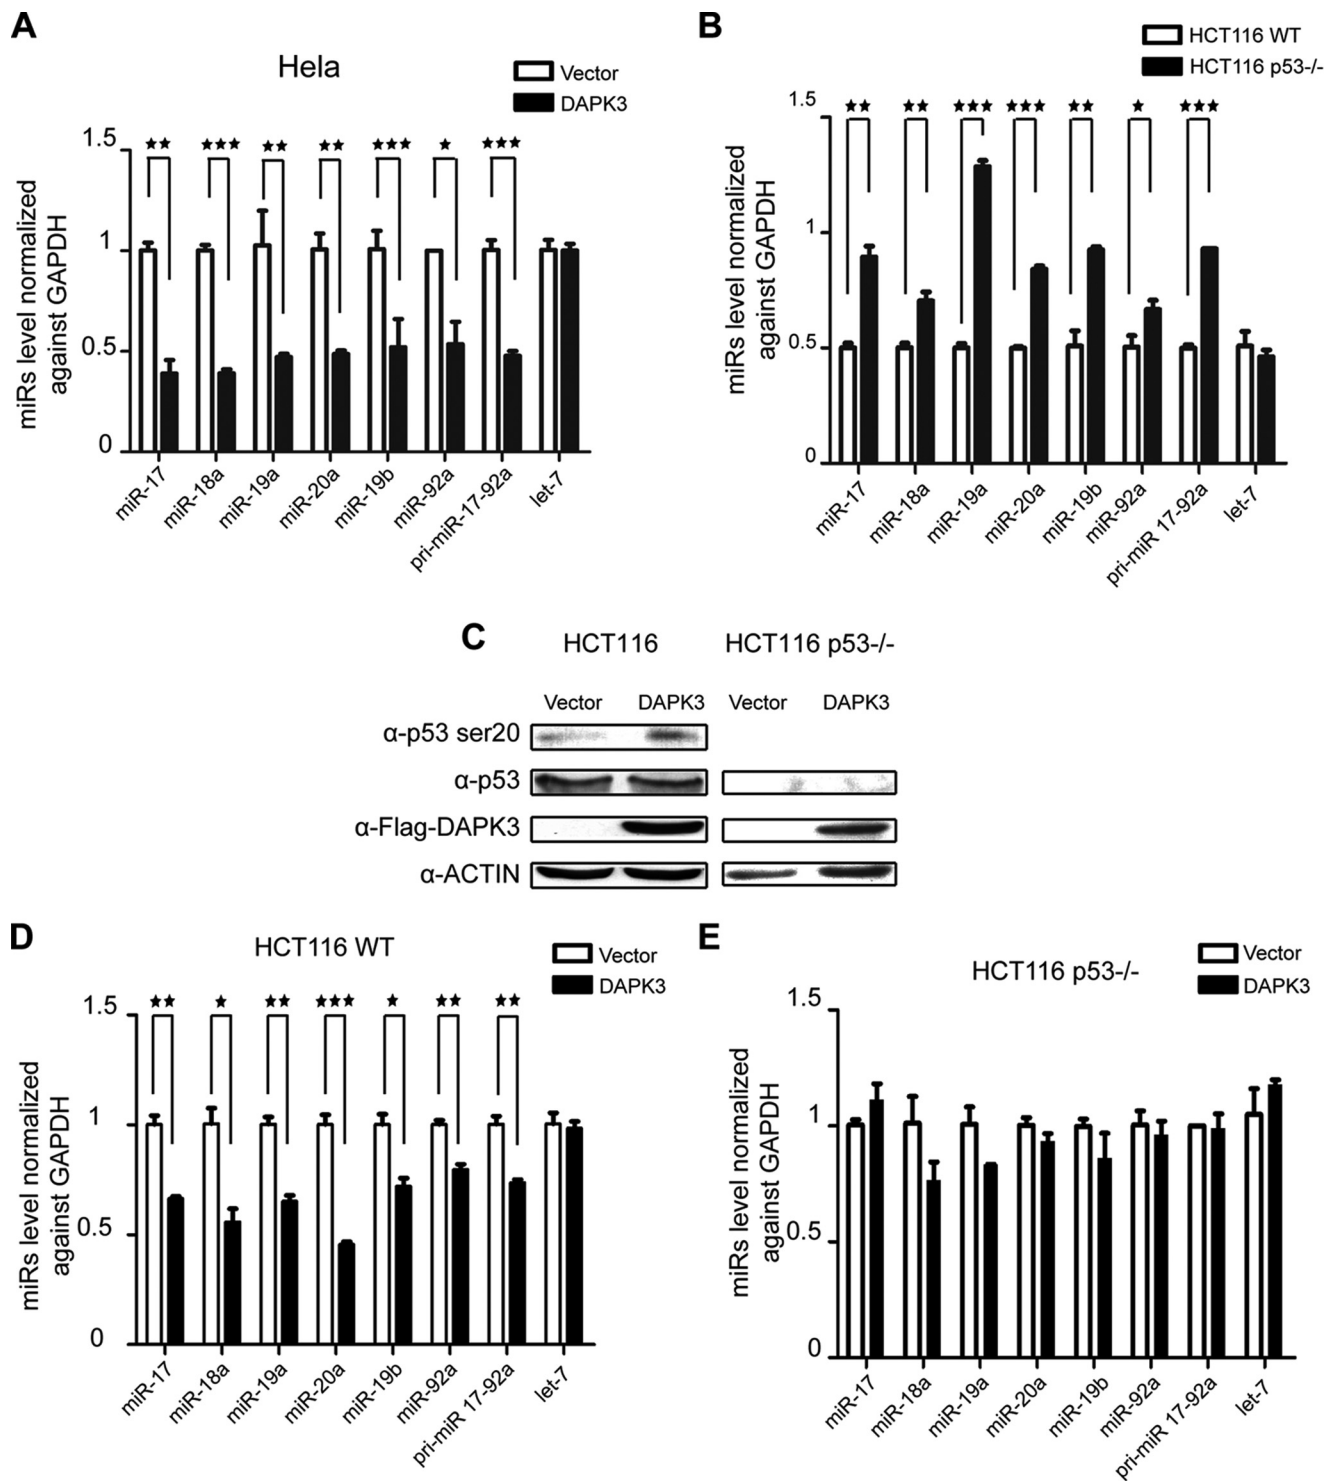 A
Hela
Vector
DAPK3
miRs level normalized
against GAPDH
1.5
1
0.5
0
★★ ★★★ ★★ ★★ ★★★ ★ ★★★
miR-17 miR-18a miR-19a miR-20a miR-19b miR-92a pri-miR-17-92a let-7
B
HCT116 WT
HCT116 p53-/-
miRs level normalized
against GAPDH
1.5
1
0.5
0
★★ ★★ ★★★ ★★★ ★★ ★ ★★★
miR-17 miR-18a miR-19a miR-20a miR-19b miR-92a pri-miR 17-92a let-7
C
HCT116 HCT116 p53-/-
Vector DAPK3 Vector DAPK3
α-p53 ser20
α-p53
α-Flag-DAPK3
α-ACTIN
D
HCT116 WT
Vector
DAPK3
miRs level normalized
against GAPDH
1.5
1
0.5
0
★★ ★ ★★ ★★★ ★ ★★ ★★
miR-17 miR-18a miR-19a miR-20a miR-19b miR-92a pri-miR 17-92a let-7
E
HCT116 p53-/-
Vector
DAPK3
miRs level normalized
against GAPDH
1.5
1
0.5
0
miR-17 miR-18a miR-19a miR-20a miR-19b miR-92a pri-miR 17-92a let-7